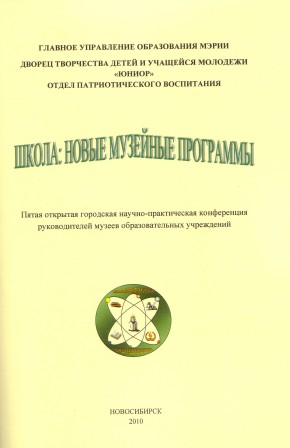 ГЛАВНОЕ УПРАВЛЕНИЕ ОБРАЗОВАНИЯ МЭРИИ
ДВОРЕЦ ТВОРЧЕСТВА ДЕТЕЙ И УЧАЩЕЙСЯ МОЛОДЕЖИ
«ЮНИОР»
ОТДЕЛ ПАТРИОТИЧЕСКОГО ВОСПИТАНИЯ
ШКОЛА: НОВЫЕ МУЗЕЙНЫЕ ПРОГРАММЫ
Пятая открытая городская научно-практическая конференция
руководителей музеев образовательных учреждений
НОВОСИБИРСК
2010